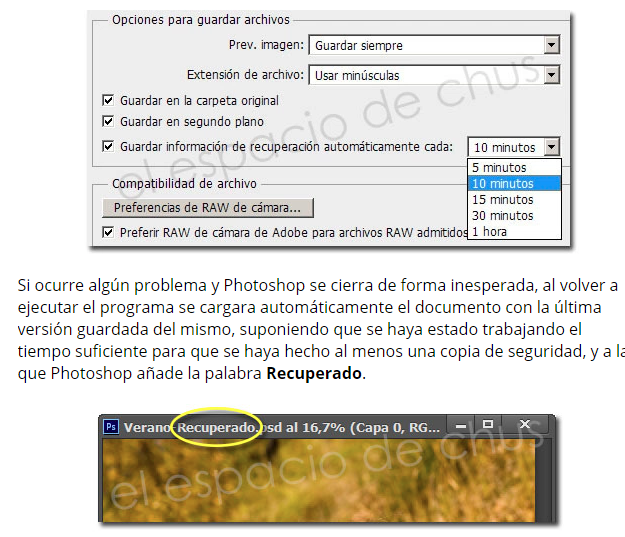 Opciones para guardar archivos
Prev. imagen: Guardar siempre
Extensión de archivo: Usar minúsculas
Guardar en la carpeta original
Guardar en segundo plano
Guardar información de recuperación automáticamente cada: 10 minutos
5 minutos
10 minutos
15 minutos
30 minutos
1 hora
Compatibilidad de archivo
Preferencias de RAW de cámara...
Preferir RAW de cámara de Adobe para archivos RAW admitidos
el espacio de chus
Si ocurre algún problema y Photoshop se cierra de forma inesperada, al volver a
ejecutar el programa se cargara automáticamente el documento con la última
versión guardada del mismo, suponiendo que se haya estado trabajando el
tiempo suficiente para que se haya hecho al menos una copia de seguridad, y a la
que Photoshop añade la palabra Recuperado.
Ps Verano-Recuperado.psd al 16,7% (Capa 0, RG...
el espacio de chus